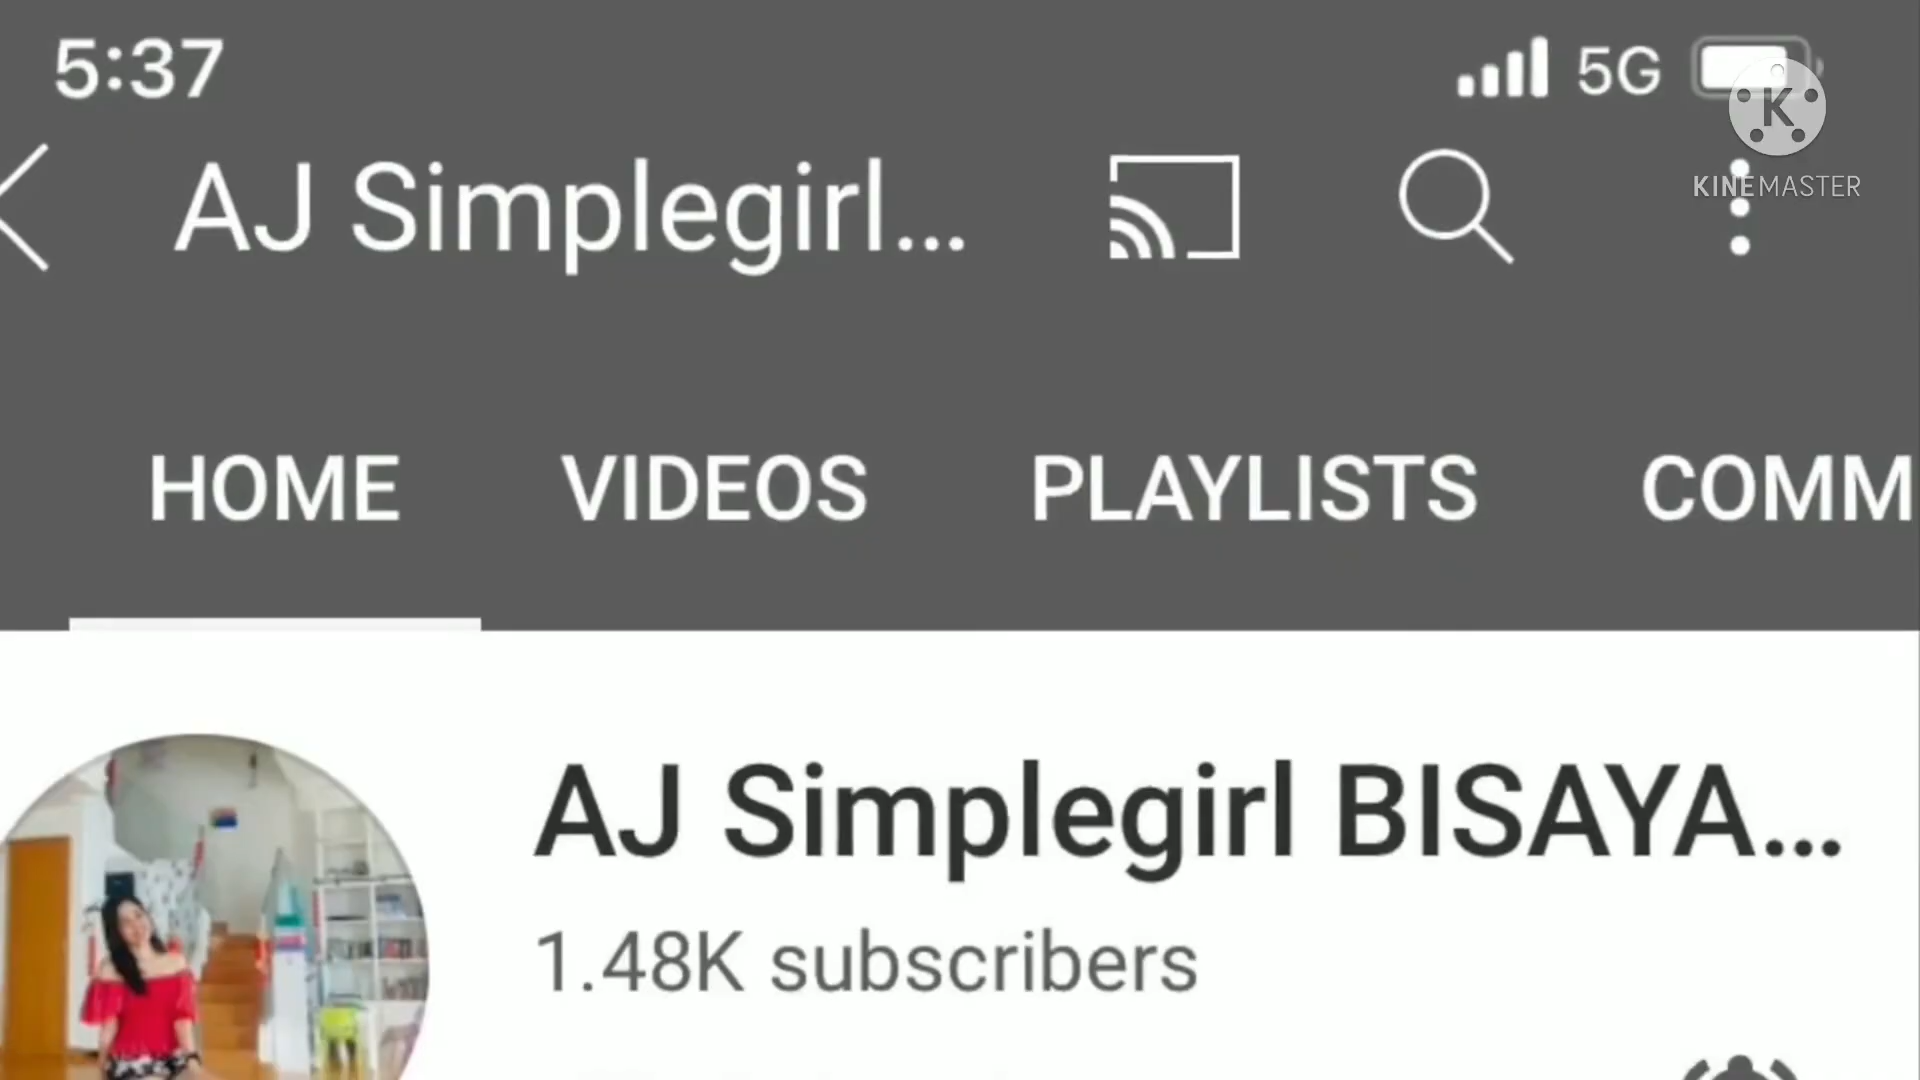 5:37 5G
K
KINEMASTER
AJ Simplegirl...
HOME VIDEOS PLAYLISTS COMM
AJ Simplegirl BISAYA...
1.48K subscribers